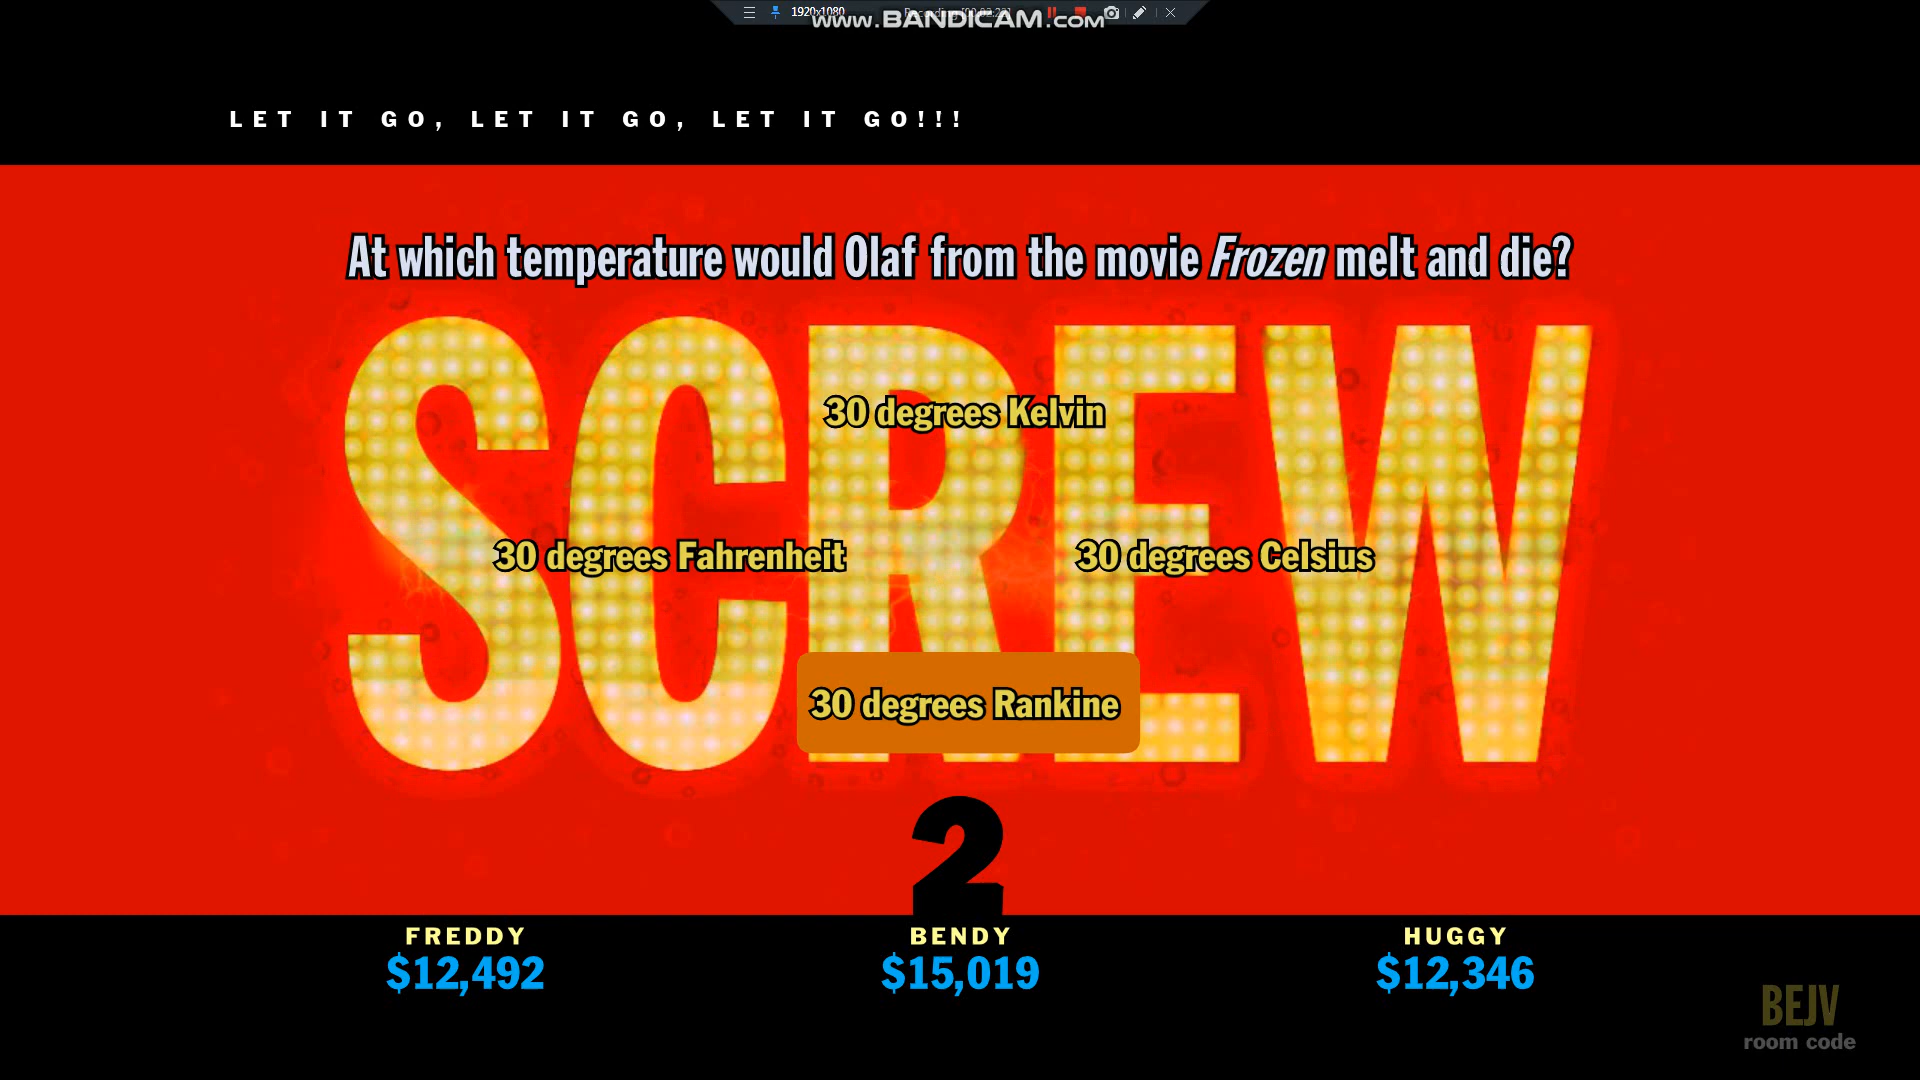 1920x1080
www.BANDICAM.com
LET IT GO, LET IT GO, LET IT GO!!!
At which temperature would Olaf from the movie Frozen melt and die?
SCREW
30 degrees Kelvin
30 degrees Fahrenheit
30 degrees Celsius
30 degrees Rankine
2
FREDDY BENDY HUGGY
$12,492 $15,019 $12,346
BEJV
room code